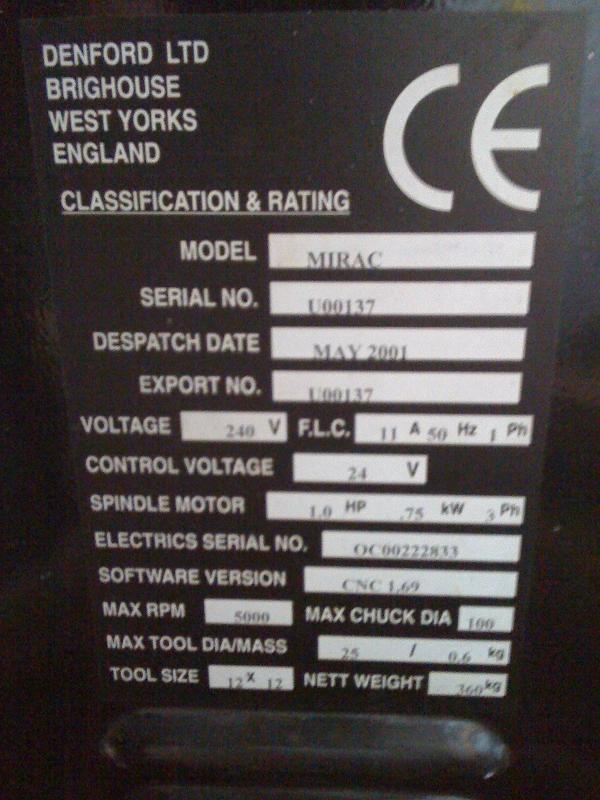 DENFORD LTD
BRIGHOUSE
WEST YORKS
ENGLAND
CE
CLASSIFICATION & RATING
MODEL MIRAC
SERIAL NO. U00137
DESPATCH DATE MAY 2001
EXPORT NO. U00137
VOLTAGE 240 V F.L.C. 11 A 50 Hz 1 Ph
CONTROL VOLTAGE 24 V
SPINDLE MOTOR 1.0 HP .75 kW 3 Ph
ELECTRICS SERIAL NO. OC00222833
SOFTWARE VERSION CNC 1.69
MAX RPM 5000 MAX CHUCK DIA 100
MAX TOOL DIA/MASS 25 / 0.6 kg
TOOL SIZE 12 X 12 NETT WEIGHT 360 kg